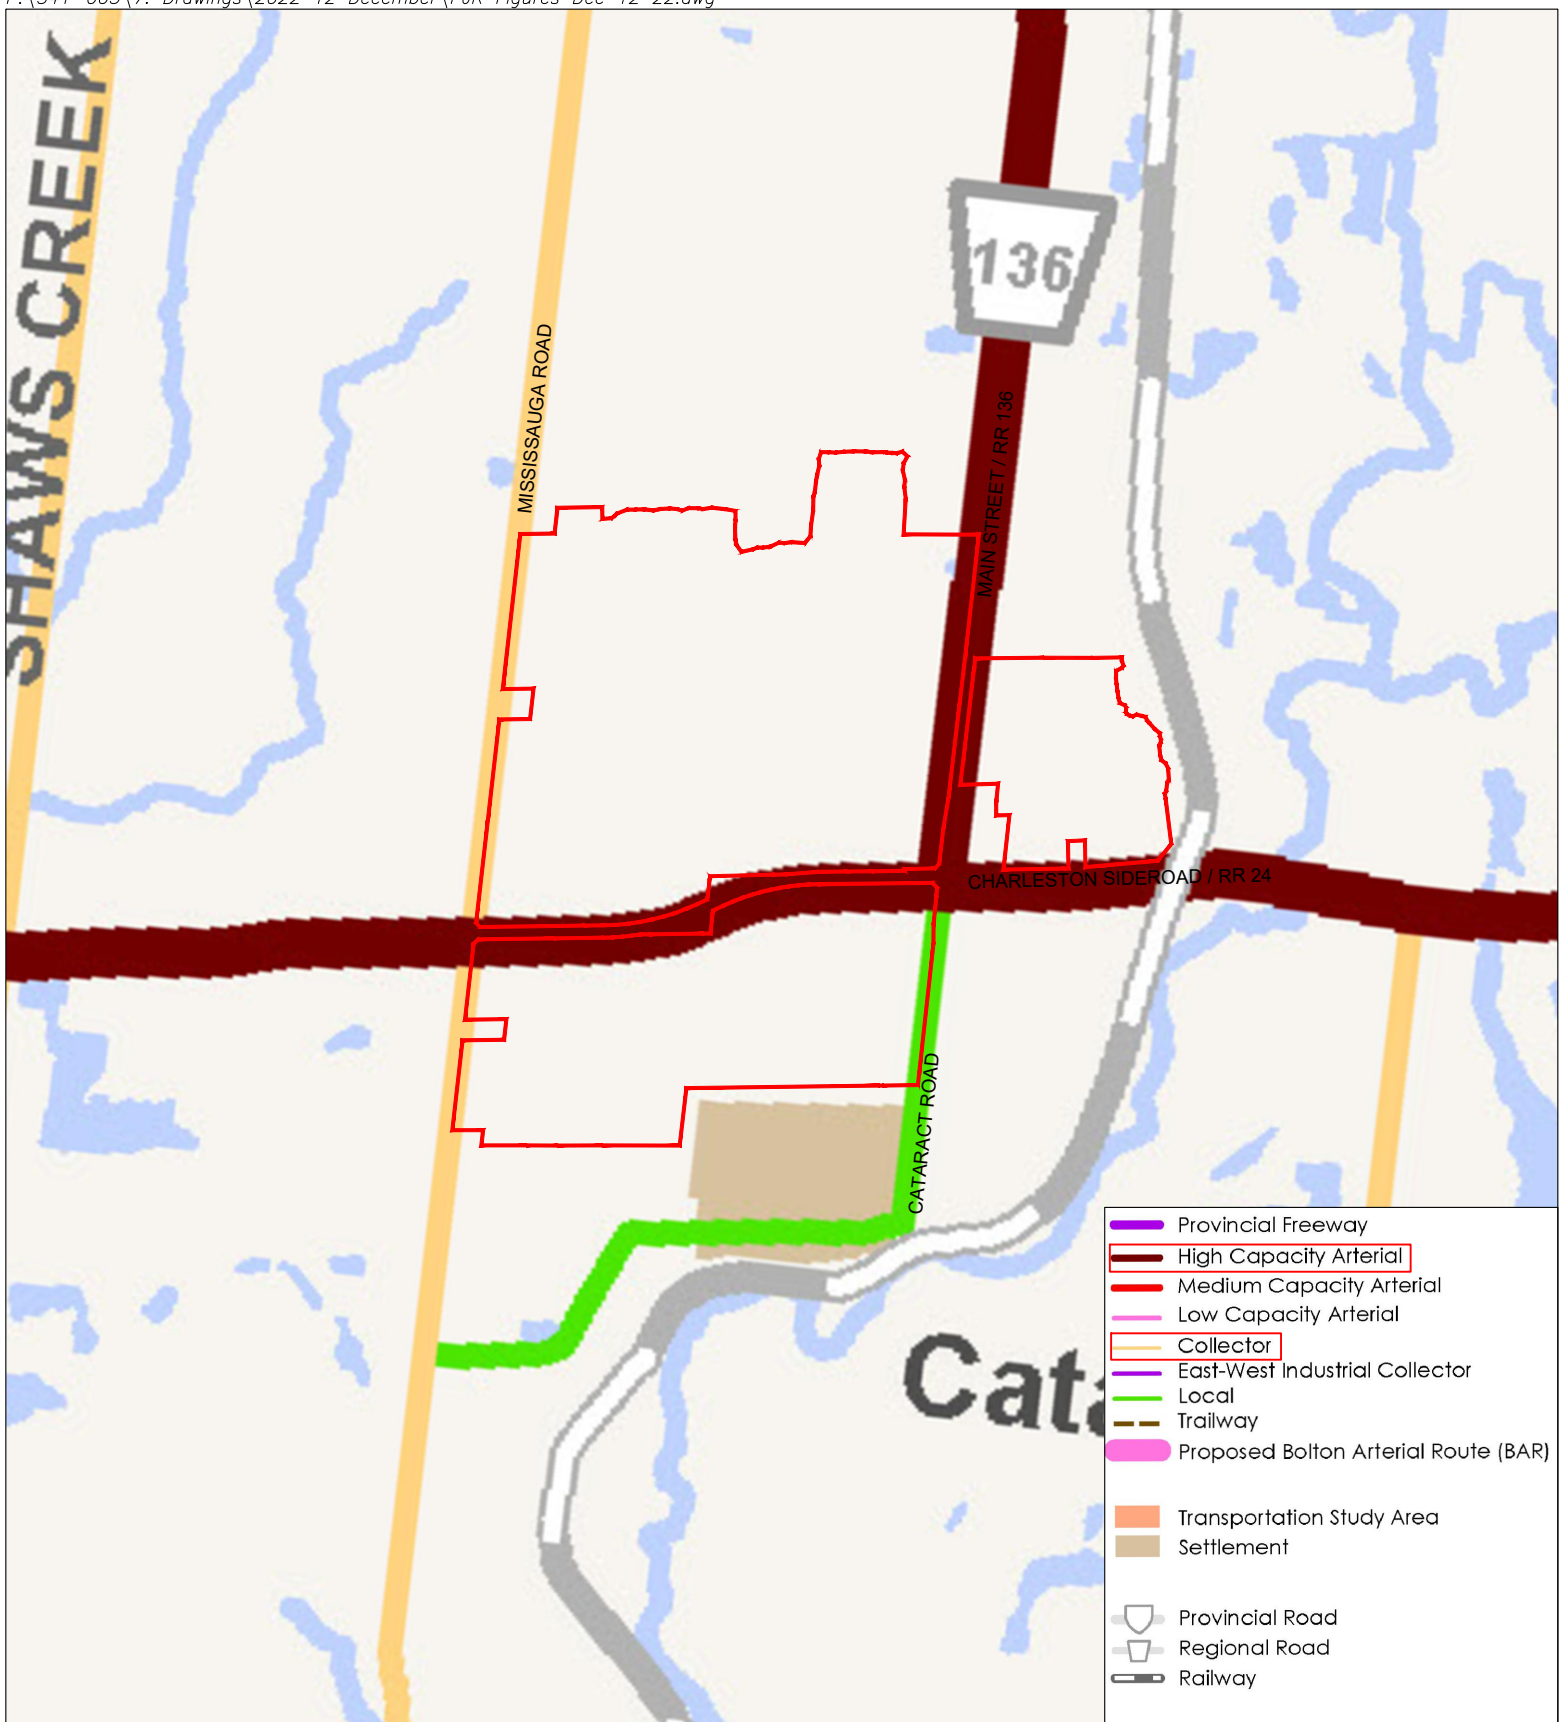 SHAWS CREEK
MISSISSAUGA ROAD
136
MAIN STREET / RR 136
CHARLESTON SIDEROAD / RR 24
CATARACT ROAD
Cata
Provincial Freeway
High Capacity Arterial
Medium Capacity Arterial
Low Capacity Arterial
Collector
East-West Industrial Collector
Local
Trailway
Proposed Bolton Arterial Route (BAR)
Transportation Study Area
Settlement
Provincial Road
Regional Road
Railway